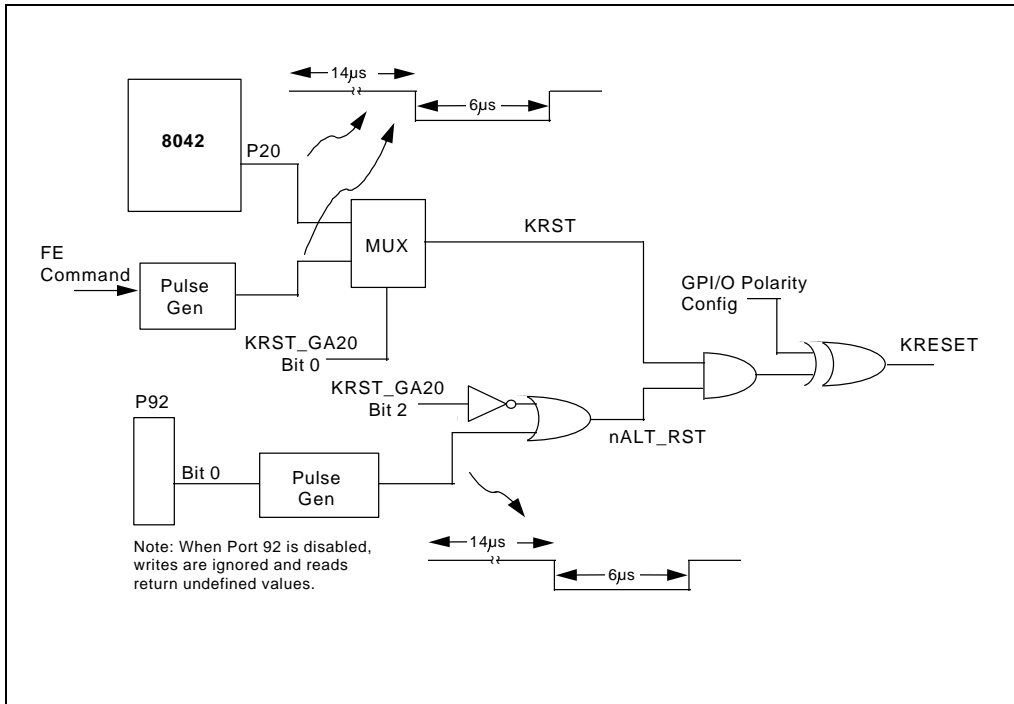 14µs
6µs
8042
P20
KRST
MUX
FE
Command
Pulse
Gen
GPI/O Polarity
Config
KRST_GA20
Bit 0
KRESET
KRST_GA20
Bit 2
P92
nALT_RST
Bit 0
Pulse
Gen
14µs
6µs
Note: When Port 92 is disabled,
writes are ignored and reads
return undefined values.